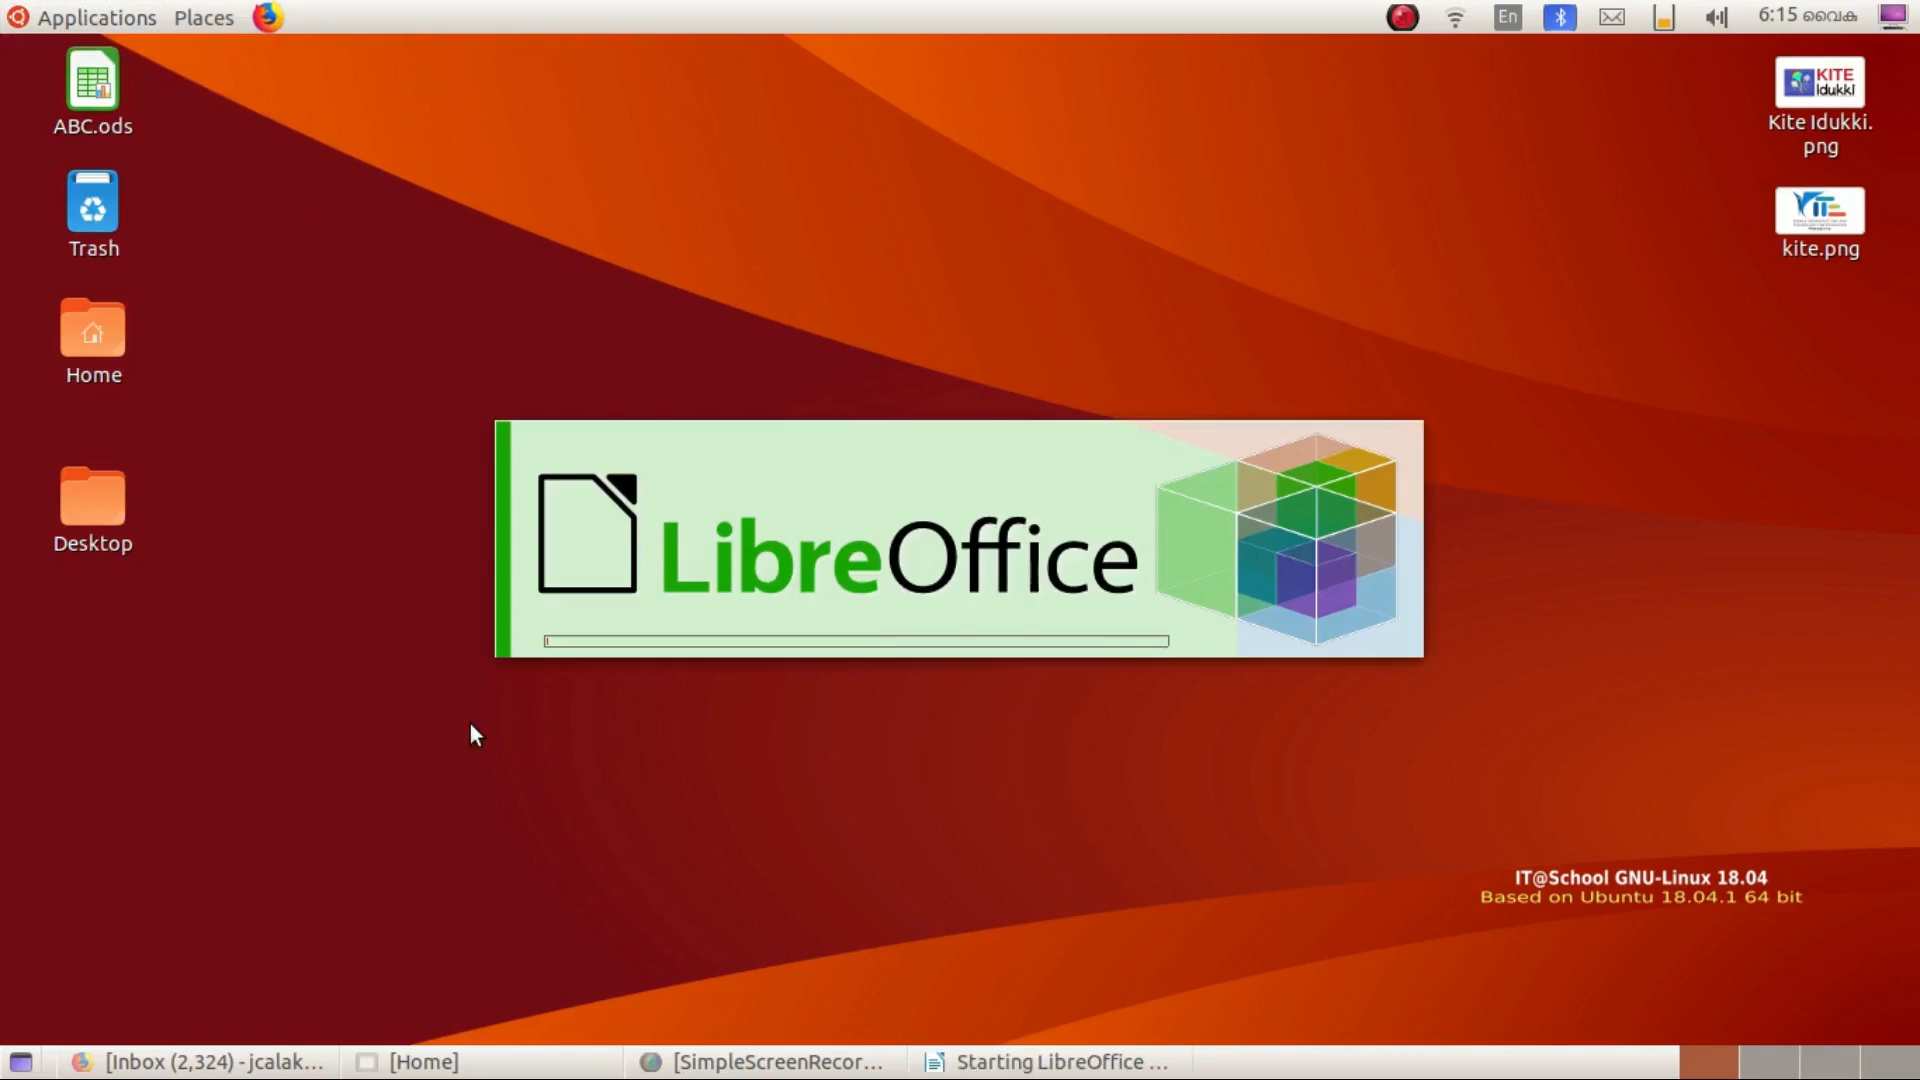 Applications Places
En
6:15 വൈകു
ABC.ods
Trash
Home
Desktop
KITE
Idukki
Kite Idukki.
png
KITE
kite.png
LibreOffice
IT@School GNU-Linux 18.04
Based on Ubuntu 18.04.1 64 bit
[Inbox (2,324) - jcalak...
[Home]
[SimpleScreenRecor...
Starting LibreOffice ...